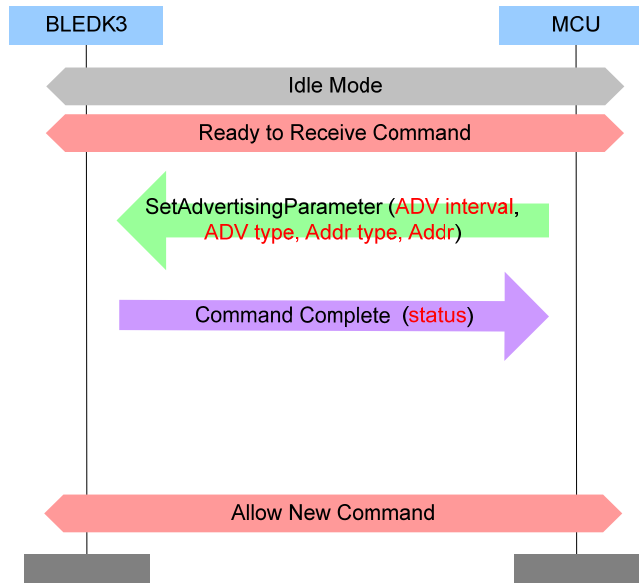 BLEDK3
MCU
Idle Mode
Ready to Receive Command
SetAdvertisingParameter (ADV interval,
ADV type, Addr type, Addr)
Command Complete (status)
Allow New Command